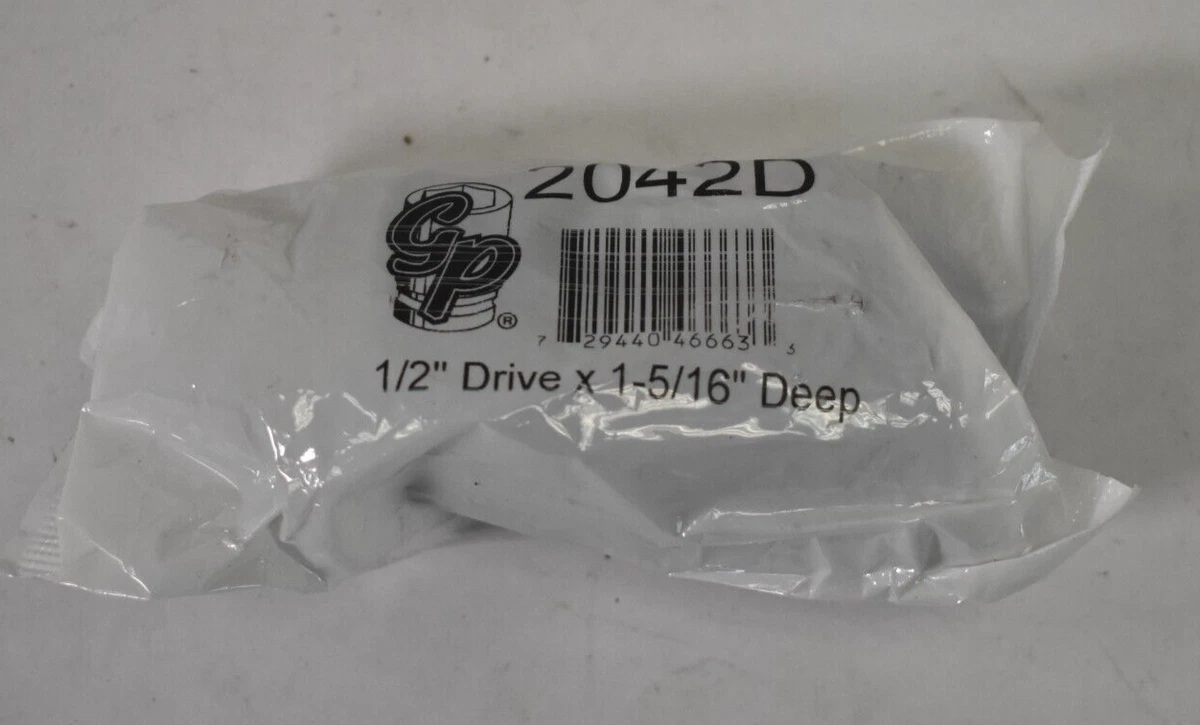 2042D
GP
®
7 29440 46663 3
1/2" Drive x 1-5/16" Deep